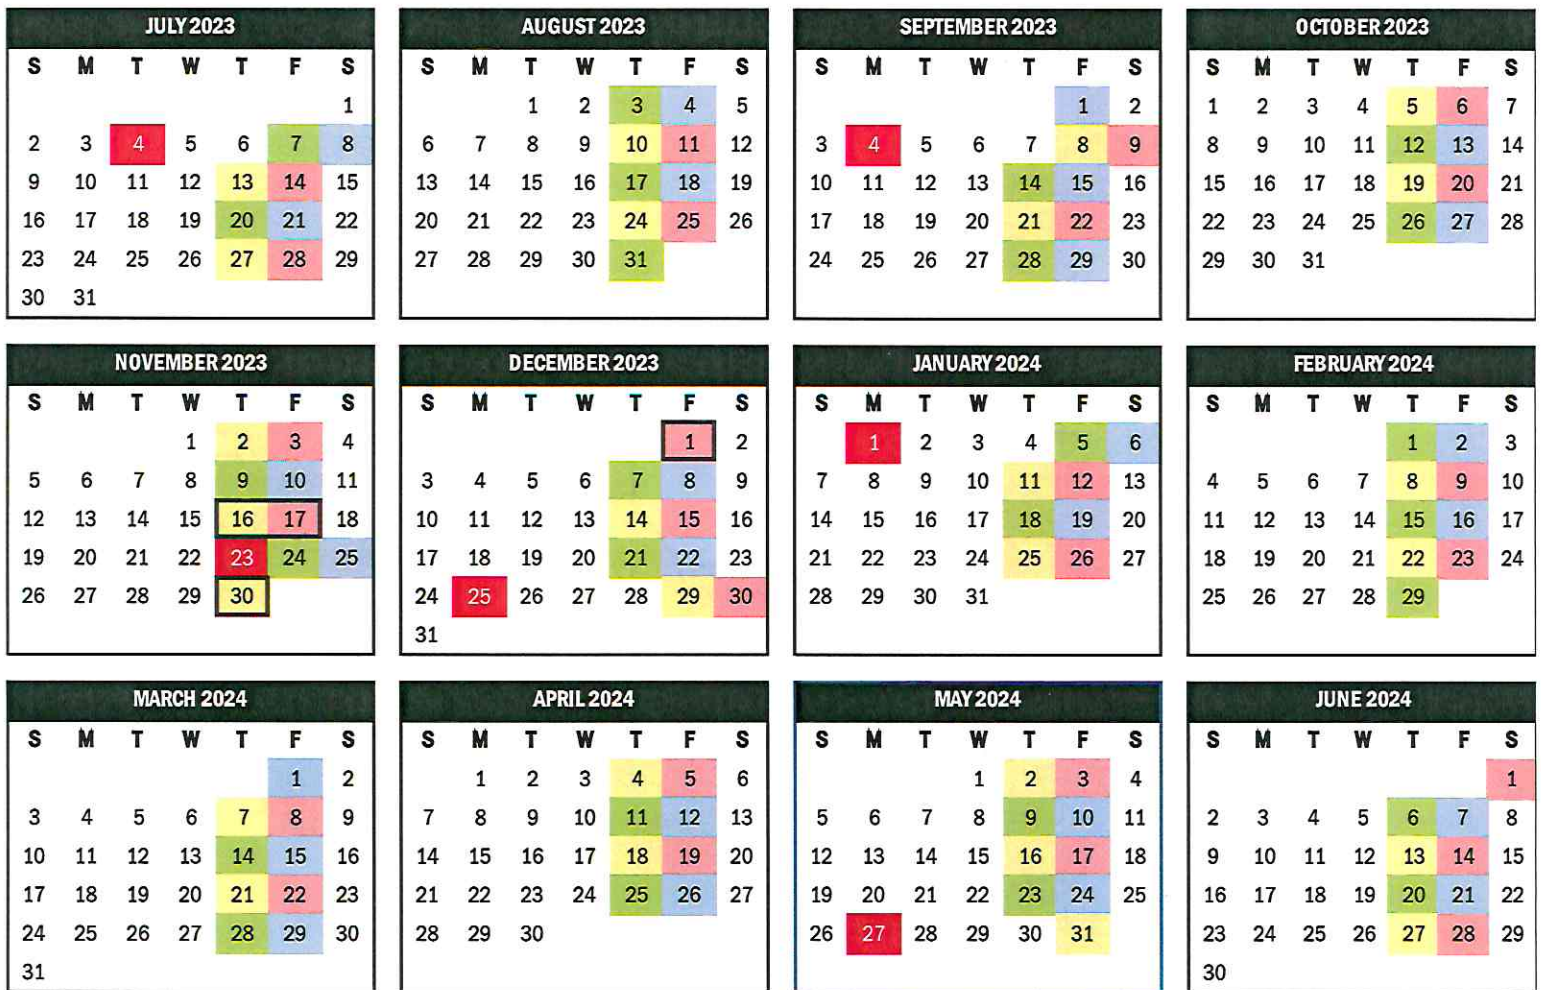 JULY 2023
S M T W T F S
1
2 3 4 5 6 7 8
9 10 11 12 13 14 15
16 17 18 19 20 21 22
23 24 25 26 27 28 29
30 31
AUGUST 2023
S M T W T F S
1 2 3 4 5
6 7 8 9 10 11 12
13 14 15 16 17 18 19
20 21 22 23 24 25 26
27 28 29 30 31
SEPTEMBER 2023
S M T W T F S
1 2
3 4 5 6 7 8 9
10 11 12 13 14 15 16
17 18 19 20 21 22 23
24 25 26 27 28 29 30
OCTOBER 2023
S M T W T F S
1 2 3 4 5 6 7
8 9 10 11 12 13 14
15 16 17 18 19 20 21
22 23 24 25 26 27 28
29 30 31
NOVEMBER 2023
S M T W T F S
1 2 3 4
5 6 7 8 9 10 11
12 13 14 15 16 17 18
19 20 21 22 23 24 25
26 27 28 29 30
DECEMBER 2023
S M T W T F S
1 2
3 4 5 6 7 8 9
10 11 12 13 14 15 16
17 18 19 20 21 22 23
24 25 26 27 28 29 30
31
JANUARY 2024
S M T W T F S
1 2 3 4 5 6
7 8 9 10 11 12 13
14 15 16 17 18 19 20
21 22 23 24 25 26 27
28 29 30 31
FEBRUARY 2024
S M T W T F S
1 2 3
4 5 6 7 8 9 10
11 12 13 14 15 16 17
18 19 20 21 22 23 24
25 26 27 28 29
MARCH 2024
S M T W T F S
1 2
3 4 5 6 7 8 9
10 11 12 13 14 15 16
17 18 19 20 21 22 23
24 25 26 27 28 29 30
31
APRIL 2024
S M T W T F S
1 2 3 4 5 6
7 8 9 10 11 12 13
14 15 16 17 18 19 20
21 22 23 24 25 26 27
28 29 30
MAY 2024
S M T W T F S
1 2 3 4
5 6 7 8 9 10 11
12 13 14 15 16 17 18
19 20 21 22 23 24 25
26 27 28 29 30 31
JUNE 2024
S M T W T F S
1
2 3 4 5 6 7 8
9 10 11 12 13 14 15
16 17 18 19 20 21 22
23 24 25 26 27 28 29
30